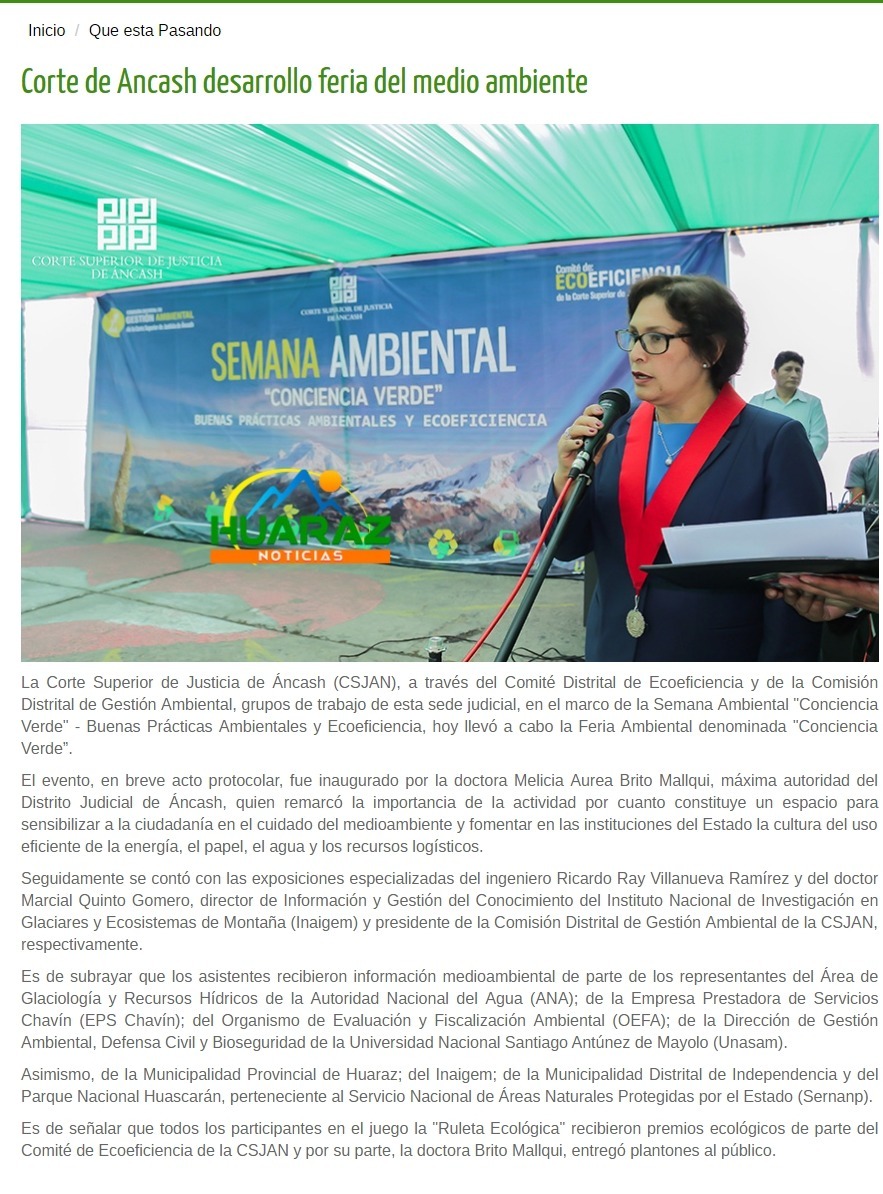 Inicio / Que esta Pasando
Corte de Ancash desarrollo feria del medio ambiente
CORTE SUPERIOR DE JUSTICIA
DE ÁNCASH
Comité de:
ECOEFICIENCIA
de la Corte Superior de
CORTE SUPERIOR DE JUSTICIA
DE ÁNCASH
GESTIÓN AMBIENTAL
de la Corte Superior de Justicia de Áncash
SEMANA AMBIENTAL
"CONCIENCIA VERDE"
BUENAS PRÁCTICAS AMBIENTALES Y ECOEFICIENCIA
HUARAZ
NOTICIAS
La Corte Superior de Justicia de Áncash (CSJAN), a través del Comité Distrital de Ecoeficiencia y de la Comisión
Distrital de Gestión Ambiental, grupos de trabajo de esta sede judicial, en el marco de la Semana Ambiental "Conciencia
Verde" - Buenas Prácticas Ambientales y Ecoeficiencia, hoy llevó a cabo la Feria Ambiental denominada "Conciencia
Verde”.
El evento, en breve acto protocolar, fue inaugurado por la doctora Melicia Aurea Brito Mallqui, máxima autoridad del
Distrito Judicial de Áncash, quien remarcó la importancia de la actividad por cuanto constituye un espacio para
sensibilizar a la ciudadanía en el cuidado del medioambiente y fomentar en las instituciones del Estado la cultura del uso
eficiente de la energía, el papel, el agua y los recursos logísticos.
Seguidamente se contó con las exposiciones especializadas del ingeniero Ricardo Ray Villanueva Ramírez y del doctor
Marcial Quinto Gomero, director de Información y Gestión del Conocimiento del Instituto Nacional de Investigación en
Glaciares y Ecosistemas de Montaña (Inaigem) y presidente de la Comisión Distrital de Gestión Ambiental de la CSJAN,
respectivamente.
Es de subrayar que los asistentes recibieron información medioambiental de parte de los representantes del Área de
Glaciología y Recursos Hídricos de la Autoridad Nacional del Agua (ANA); de la Empresa Prestadora de Servicios
Chavín (EPS Chavín); del Organismo de Evaluación y Fiscalización Ambiental (OEFA); de la Dirección de Gestión
Ambiental, Defensa Civil y Bioseguridad de la Universidad Nacional Santiago Antúnez de Mayolo (Unasam).
Asimismo, de la Municipalidad Provincial de Huaraz; del Inaigem; de la Municipalidad Distrital de Independencia y del
Parque Nacional Huascarán, perteneciente al Servicio Nacional de Áreas Naturales Protegidas por el Estado (Sernanp).
Es de señalar que todos los participantes en el juego la "Ruleta Ecológica" recibieron premios ecológicos de parte del
Comité de Ecoeficiencia de la CSJAN y por su parte, la doctora Brito Mallqui, entregó plantones al público.